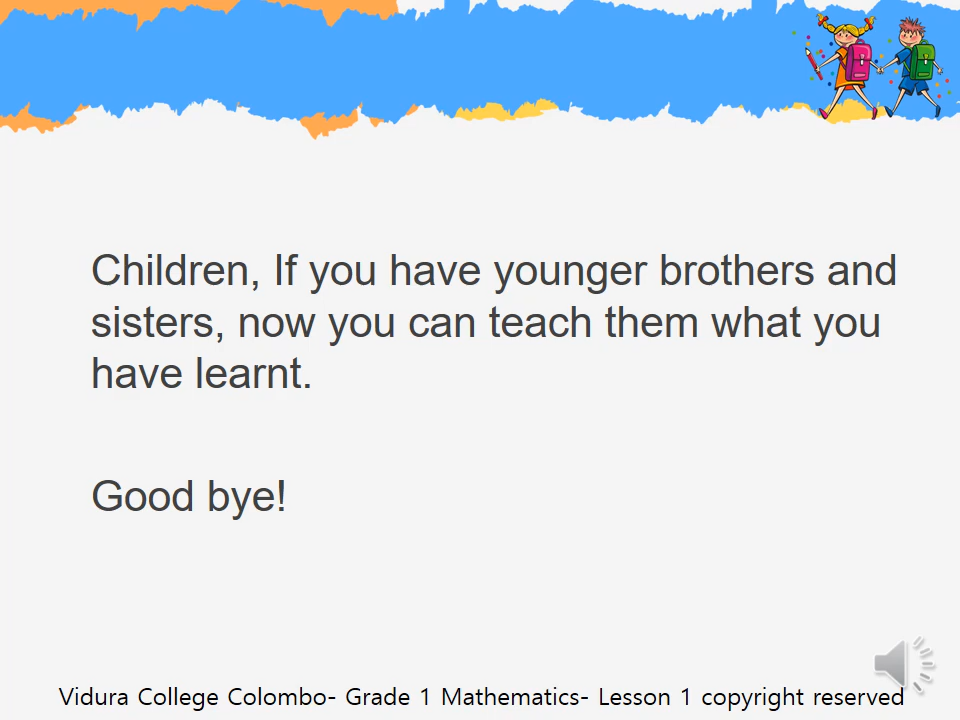 Children, If you have younger brothers and
sisters, now you can teach them what you
have learnt.
Good bye!
Vidura College Colombo- Grade 1 Mathematics- Lesson 1 copyright reserved